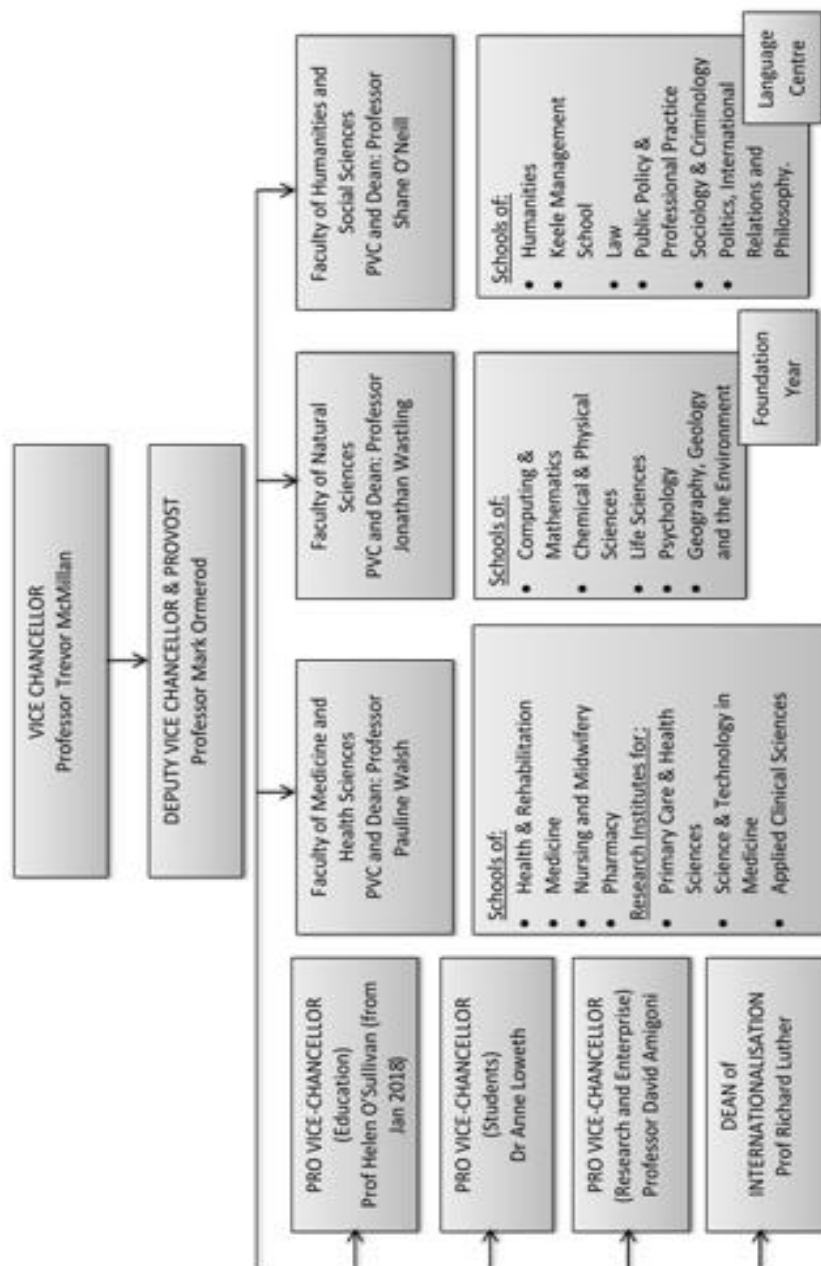 VICE CHANCELLOR
Professor Trevor McMillan
DEPUTY VICE CHANCELLOR & PROVOST
Professor Mark Ormerod
PRO VICE-CHANCELLOR
(Education)
Prof Helen O'Sullivan (from
Jan 2018)
PRO VICE-CHANCELLOR
(Students)
Dr Anne Loweth
PRO VICE-CHANCELLOR
(Research and Enterprise)
Professor David Amigoni
DEAN of
INTERNATIONALISATION
Prof Richard Luther
Faculty of Medicine and
Health Sciences
PVC and Dean: Professor
Pauline Walsh
Schools of:
• Health & Rehabilitation
• Medicine
• Nursing and Midwifery
• Pharmacy
Research Institutes for:
• Primary Care & Health
Sciences
• Science & Technology in
Medicine
• Applied Clinical Sciences
Faculty of Natural
Sciences
PVC and Dean: Professor
Jonathan Wastling
Schools of:
• Computing &
Mathematics
• Chemical & Physical
Sciences
• Life Sciences
• Psychology
• Geography, Geology
and the Environment
Foundation
Year
Faculty of Humanities and
Social Sciences
PVC and Dean: Professor
Shane O'Neill
Schools of:
• Humanities
• Keele Management
School
• Law
• Public Policy &
Professional Practice
• Sociology & Criminology
• Politics, International
Relations and
Philosophy.
Language
Centre